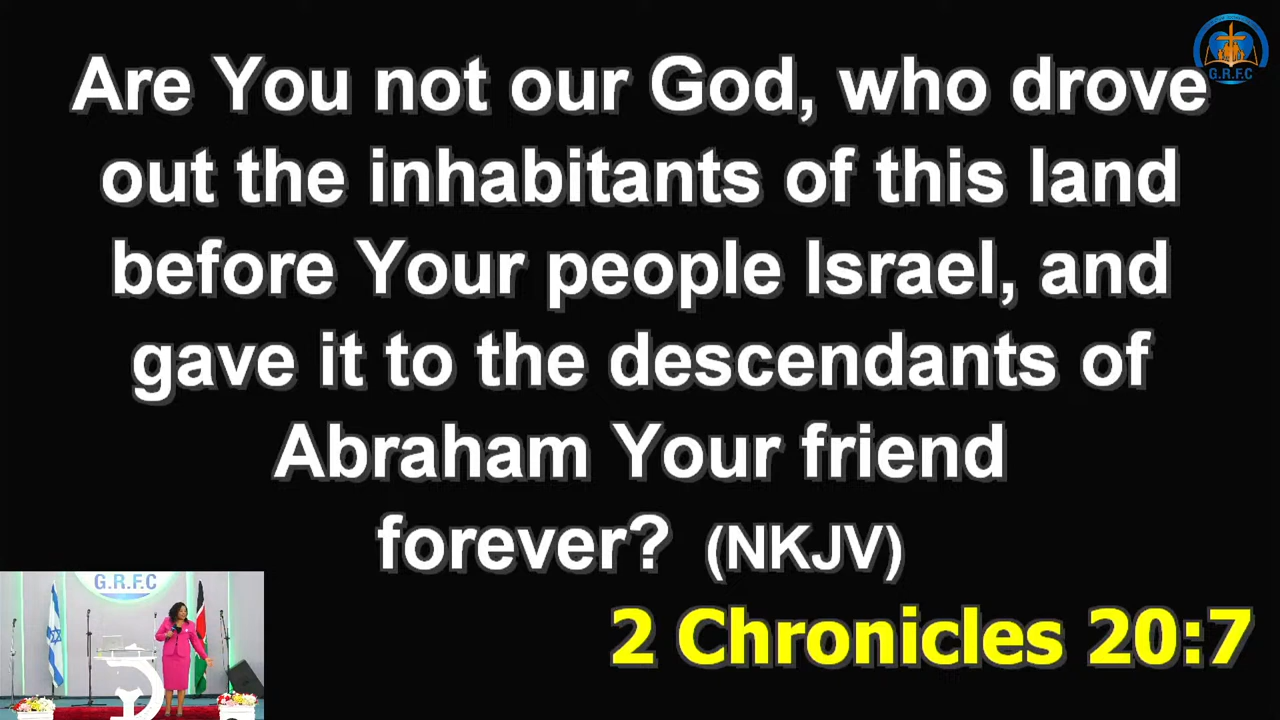 Are You not our God, who drove
out the inhabitants of this land
before Your people Israel, and
gave it to the descendants of
Abraham Your friend
forever? (NKJV)
2 Chronicles 20:7
G.R.F.C
G.R.F.C